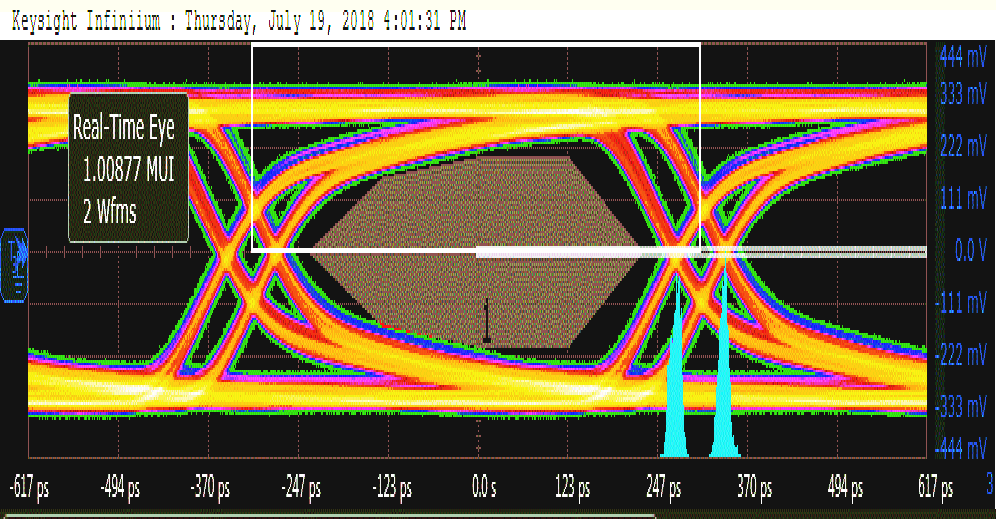 Keysight Infiniium : Thursday, July 19, 2018 4:01:31 PM
444 mV
333 mV
Real-Time Eye
1.00877 MUI
2 Wfms
222 mV
111 mV
0.0 V
-111 mV
1
-222 mV
-333 mV
-444 mV
-617 ps -494 ps -370 ps -247 ps -123 ps 0.0 s 123 ps 247 ps 370 ps 494 ps 617 ps 3